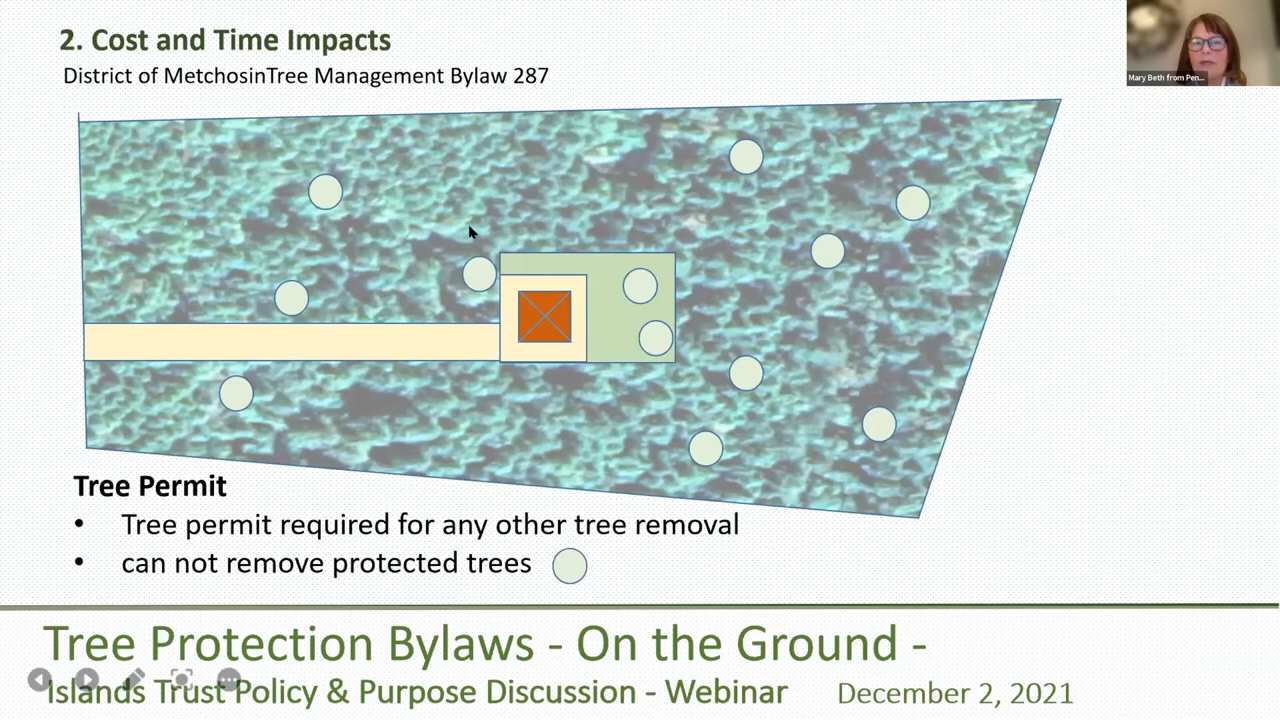 2. Cost and Time Impacts
District of MetchosinTree Management Bylaw 287
Mary Beth from Pen...
Tree Permit
• Tree permit required for any other tree removal
• can not remove protected trees
Tree Protection Bylaws - On the Ground -
Islands Trust Policy & Purpose Discussion - Webinar December 2, 2021